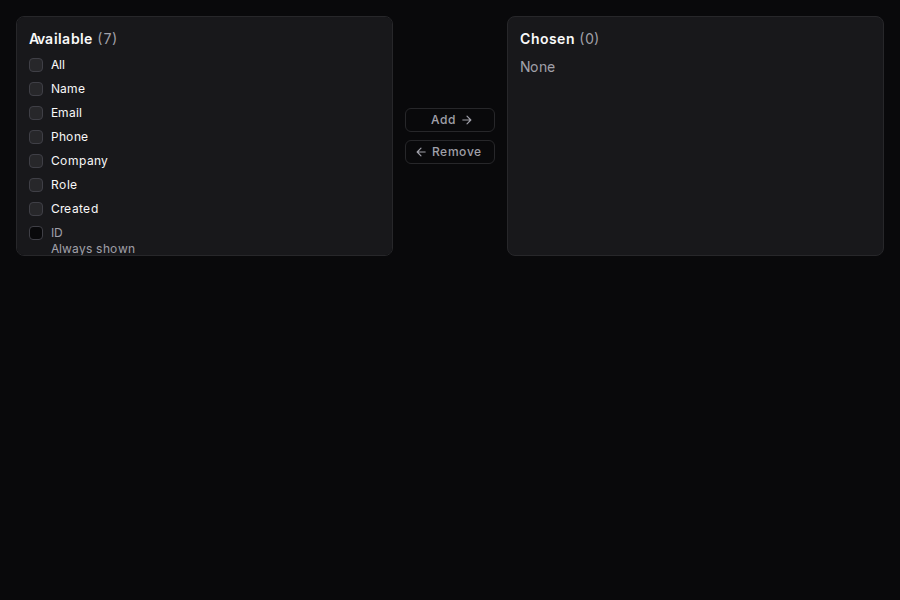 Available (7)
All
Name
Email
Phone
Company
Role
Created
ID
Always shown
Add →
← Remove
Chosen (0)
None